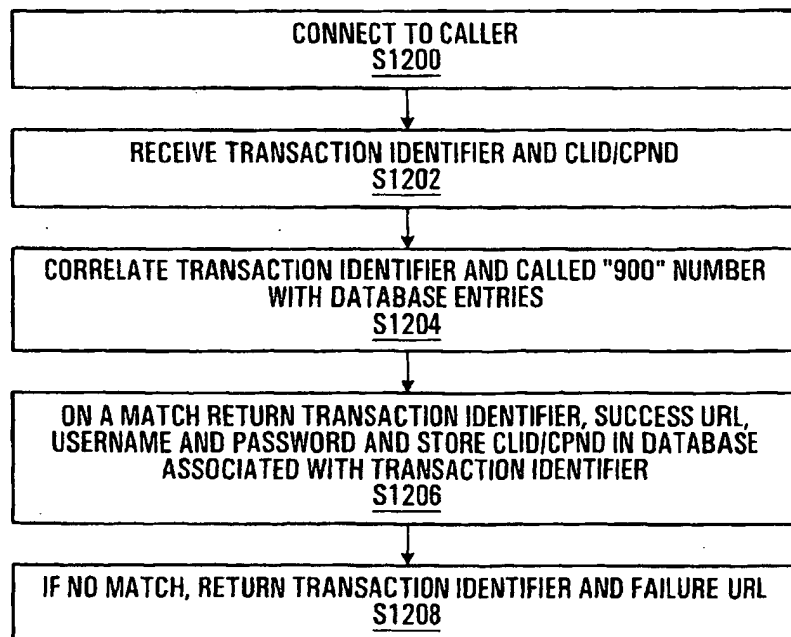 CONNECT TO CALLER
S1200
RECEIVE TRANSACTION IDENTIFIER AND CLID/CPND
S1202
CORRELATE TRANSACTION IDENTIFIER AND CALLED "900" NUMBER
WITH DATABASE ENTRIES
S1204
ON A MATCH RETURN TRANSACTION IDENTIFIER, SUCCESS URL,
USERNAME AND PASSWORD AND STORE CLID/CPND IN DATABASE
ASSOCIATED WITH TRANSACTION IDENTIFIER
S1206
IF NO MATCH, RETURN TRANSACTION IDENTIFIER AND FAILURE URL
S1208